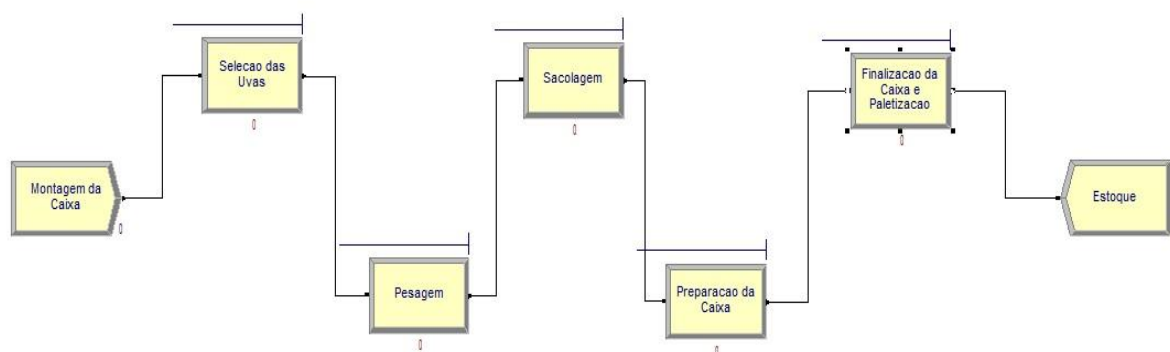 Selecao das
Uvas
0
Sacolagem
0
Finalizacao da
Caixa e
Paletizacao
0
Montagem da
Caixa
0
Estoque
Pesagem
0
Preparacao da
Caixa
0